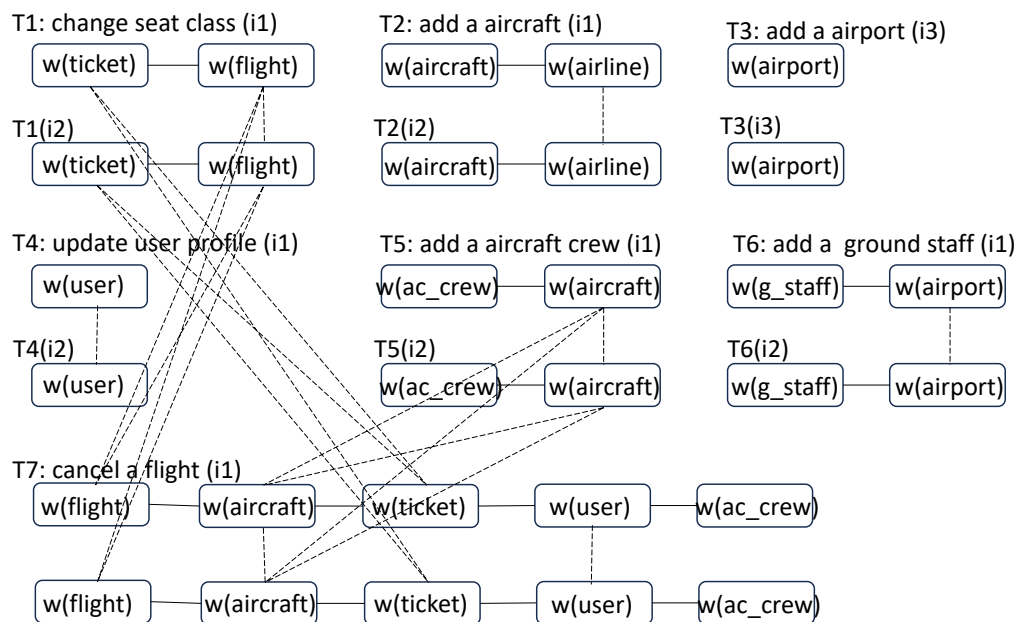 T1: change seat class (i1)
T2: add a aircraft (i1)
T3: add a airport (i3)
w(ticket)
w(flight)
w(aircraft)
w(airline)
w(airport)
T1(i2)
T2(i2)
T3(i3)
w(ticket)
w(flight)
w(aircraft)
w(airline)
w(airport)
T4: update user profile (i1)
T5: add a aircraft crew (i1)
T6: add a ground staff (i1)
w(user)
w(ac_crew)
w(aircraft)
w(g_staff)
w(airport)
T4(i2)
T5(i2)
T6(i2)
w(user)
w(ac_crew)
w(aircraft)
w(g_staff)
w(airport)
T7: cancel a flight (i1)
w(flight)
w(aircraft)
w(ticket)
w(user)
w(ac_crew)
w(flight)
w(aircraft)
w(ticket)
w(user)
w(ac_crew)